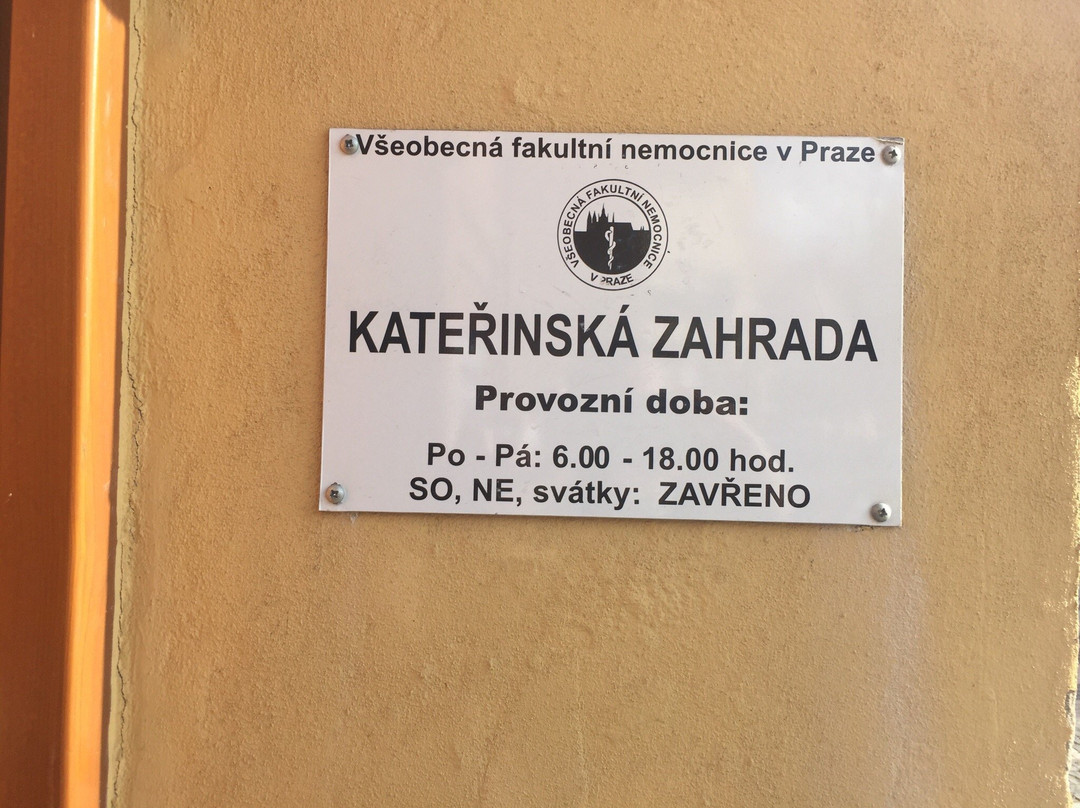 Všeobecná fakultní nemocnice v Praze
VŠEOBECNÁ FAKULTNÍ NEMOCNICE
V PRAZE
KATEŘINSKÁ ZAHRADA
Provozní doba:
Po - Pá: 6.00 - 18.00 hod.
SO, NE, svátky: ZAVŘENO